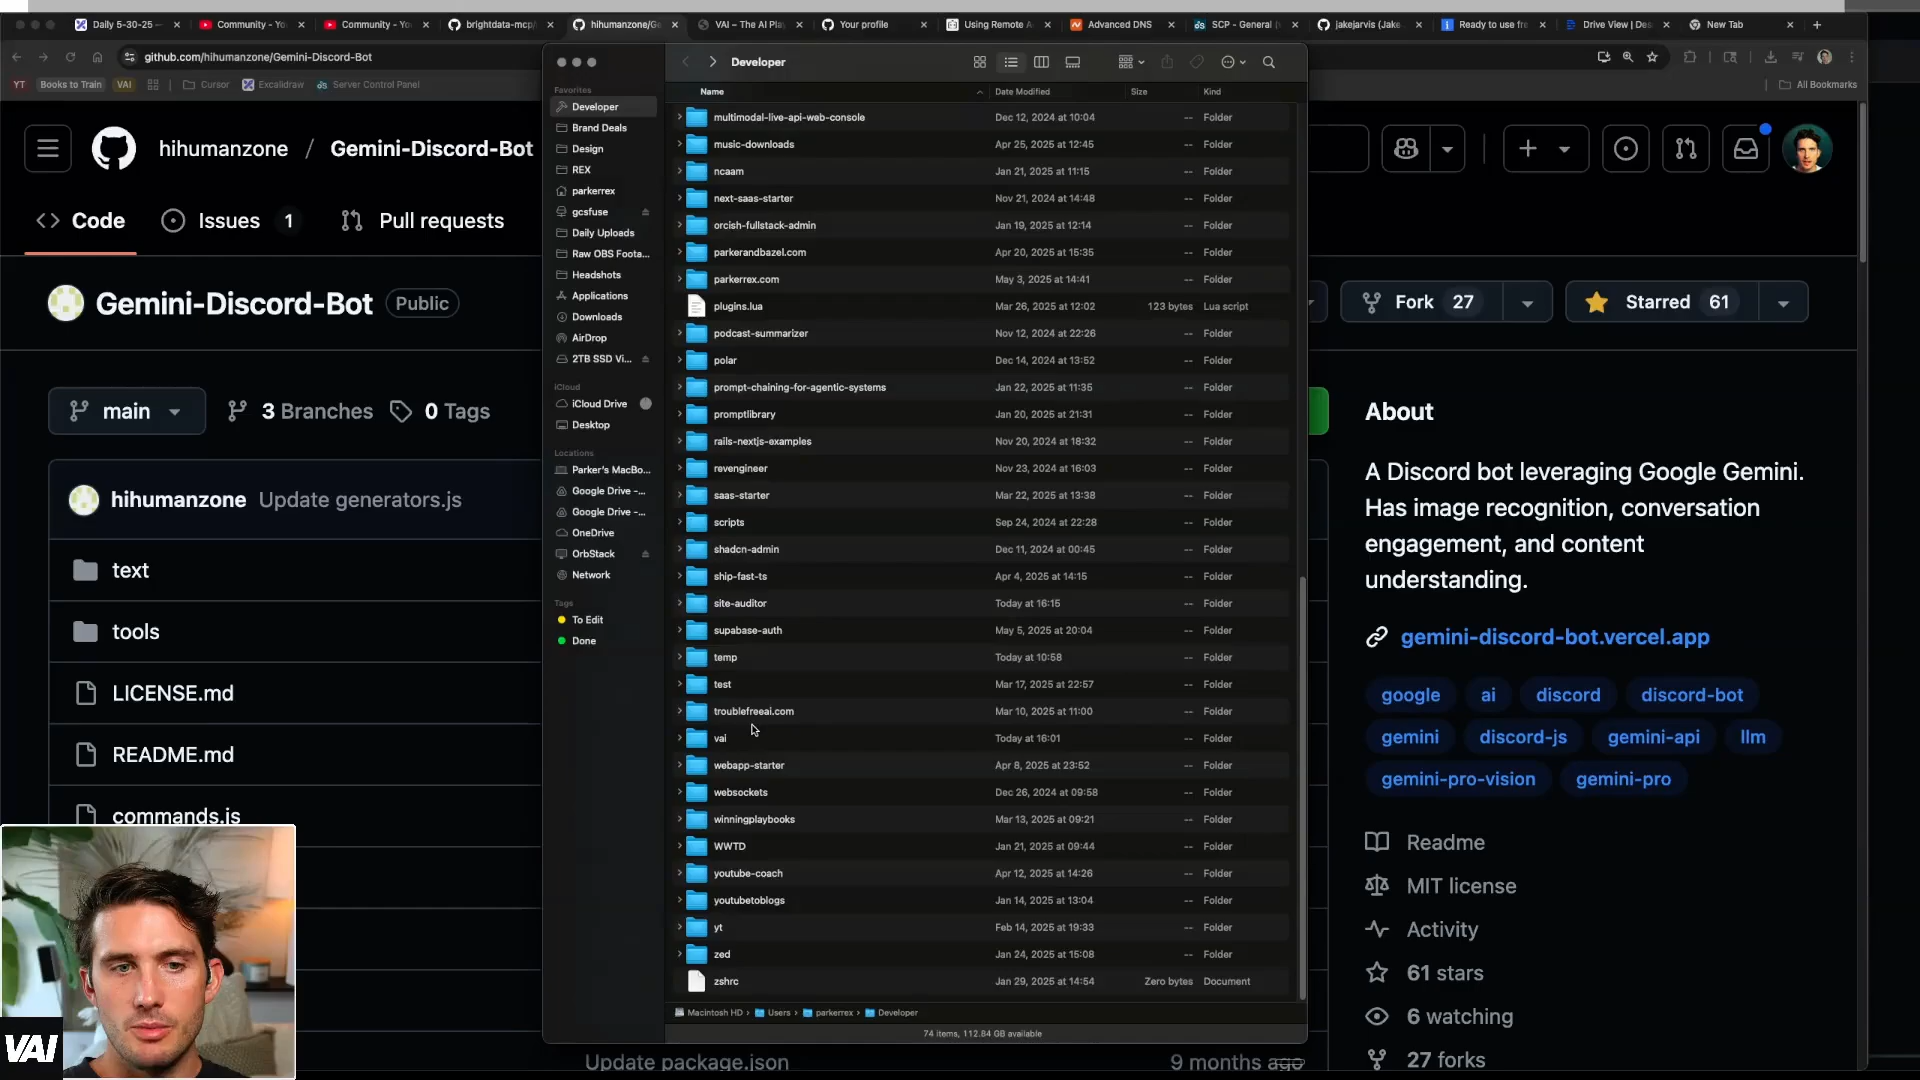 Daily 5-30-25
Community - Yo
Community - Yo
brightdata-mcp/
hihumanzone/Ge
VAI – The AI Play
Your profile
Using Remote A
Advanced DNS
SCP - General
jakejarvis (Jake
Ready to use fre
Drive View | Des
New Tab
github.com/hihumanzone/Gemini-Discord-Bot
YT
Books to Train
VAI
Cursor
Excalidraw
Server Control Panel
All Bookmarks
hihumanzone / Gemini-Discord-Bot
Code
Issues 1
Pull requests
Gemini-Discord-Bot
Public
Fork 27
Starred 61
main
3 Branches
0 Tags
hihumanzone Update generators.js
text
tools
LICENSE.md
README.md
commands.js
Update package.json
9 months ago
VAI
Developer
Favorites
Developer
Brand Deals
Design
REX
parkerrex
gcsfuse
Daily Uploads
Raw OBS Foota...
Headshots
Applications
Downloads
AirDrop
2TB SSD Vi...
iCloud
iCloud Drive
Desktop
Locations
Parker's MacBo...
Google Drive -...
Google Drive -...
OneDrive
OrbStack
Network
Tags
To Edit
Done
Name Date Modified Size Kind
multimodal-live-api-web-console Dec 12, 2024 at 10:04 -- Folder
music-downloads Apr 25, 2025 at 12:45 -- Folder
ncaam Jan 21, 2025 at 11:15 -- Folder
next-saas-starter Nov 21, 2024 at 14:48 -- Folder
orcish-fullstack-admin Jan 19, 2025 at 12:14 -- Folder
parkerandbazel.com Apr 20, 2025 at 15:35 -- Folder
parkerrex.com May 3, 2025 at 14:41 -- Folder
plugins.lua Mar 26, 2025 at 12:02 123 bytes Lua script
podcast-summarizer Nov 12, 2024 at 22:26 -- Folder
polar Dec 14, 2024 at 13:52 -- Folder
prompt-chaining-for-agentic-systems Jan 22, 2025 at 11:35 -- Folder
promptlibrary Jan 20, 2025 at 21:31 -- Folder
rails-nextjs-examples Nov 20, 2024 at 18:32 -- Folder
revengineer Nov 23, 2024 at 16:03 -- Folder
saas-starter Mar 22, 2025 at 13:38 -- Folder
scripts Sep 24, 2024 at 22:28 -- Folder
shadcn-admin Dec 11, 2024 at 00:45 -- Folder
ship-fast-ts Apr 4, 2025 at 14:15 -- Folder
site-auditor Today at 16:15 -- Folder
supabase-auth May 5, 2025 at 20:04 -- Folder
temp Today at 10:58 -- Folder
test Mar 17, 2025 at 22:57 -- Folder
troublefreeai.com Mar 10, 2025 at 11:00 -- Folder
vai Today at 16:01 -- Folder
webapp-starter Apr 8, 2025 at 23:52 -- Folder
websockets Dec 26, 2024 at 09:58 -- Folder
winningplaybooks Mar 13, 2025 at 09:21 -- Folder
WWTD Jan 21, 2025 at 09:44 -- Folder
youtube-coach Apr 12, 2025 at 14:26 -- Folder
youtubetoblogs Jan 14, 2025 at 13:04 -- Folder
yt Feb 14, 2025 at 19:33 -- Folder
zed Jan 24, 2025 at 15:08 -- Folder
zshrc Jan 29, 2025 at 14:54 Zero bytes Document
Macintosh HD › Users › parkerrex › Developer
74 items, 112.84 GB available
About
A Discord bot leveraging Google Gemini.
Has image recognition, conversation
engagement, and content
understanding.
gemini-discord-bot.vercel.app
google ai discord discord-bot
gemini discord-js gemini-api llm
gemini-pro-vision gemini-pro
Readme
MIT license
Activity
61 stars
6 watching
27 forks